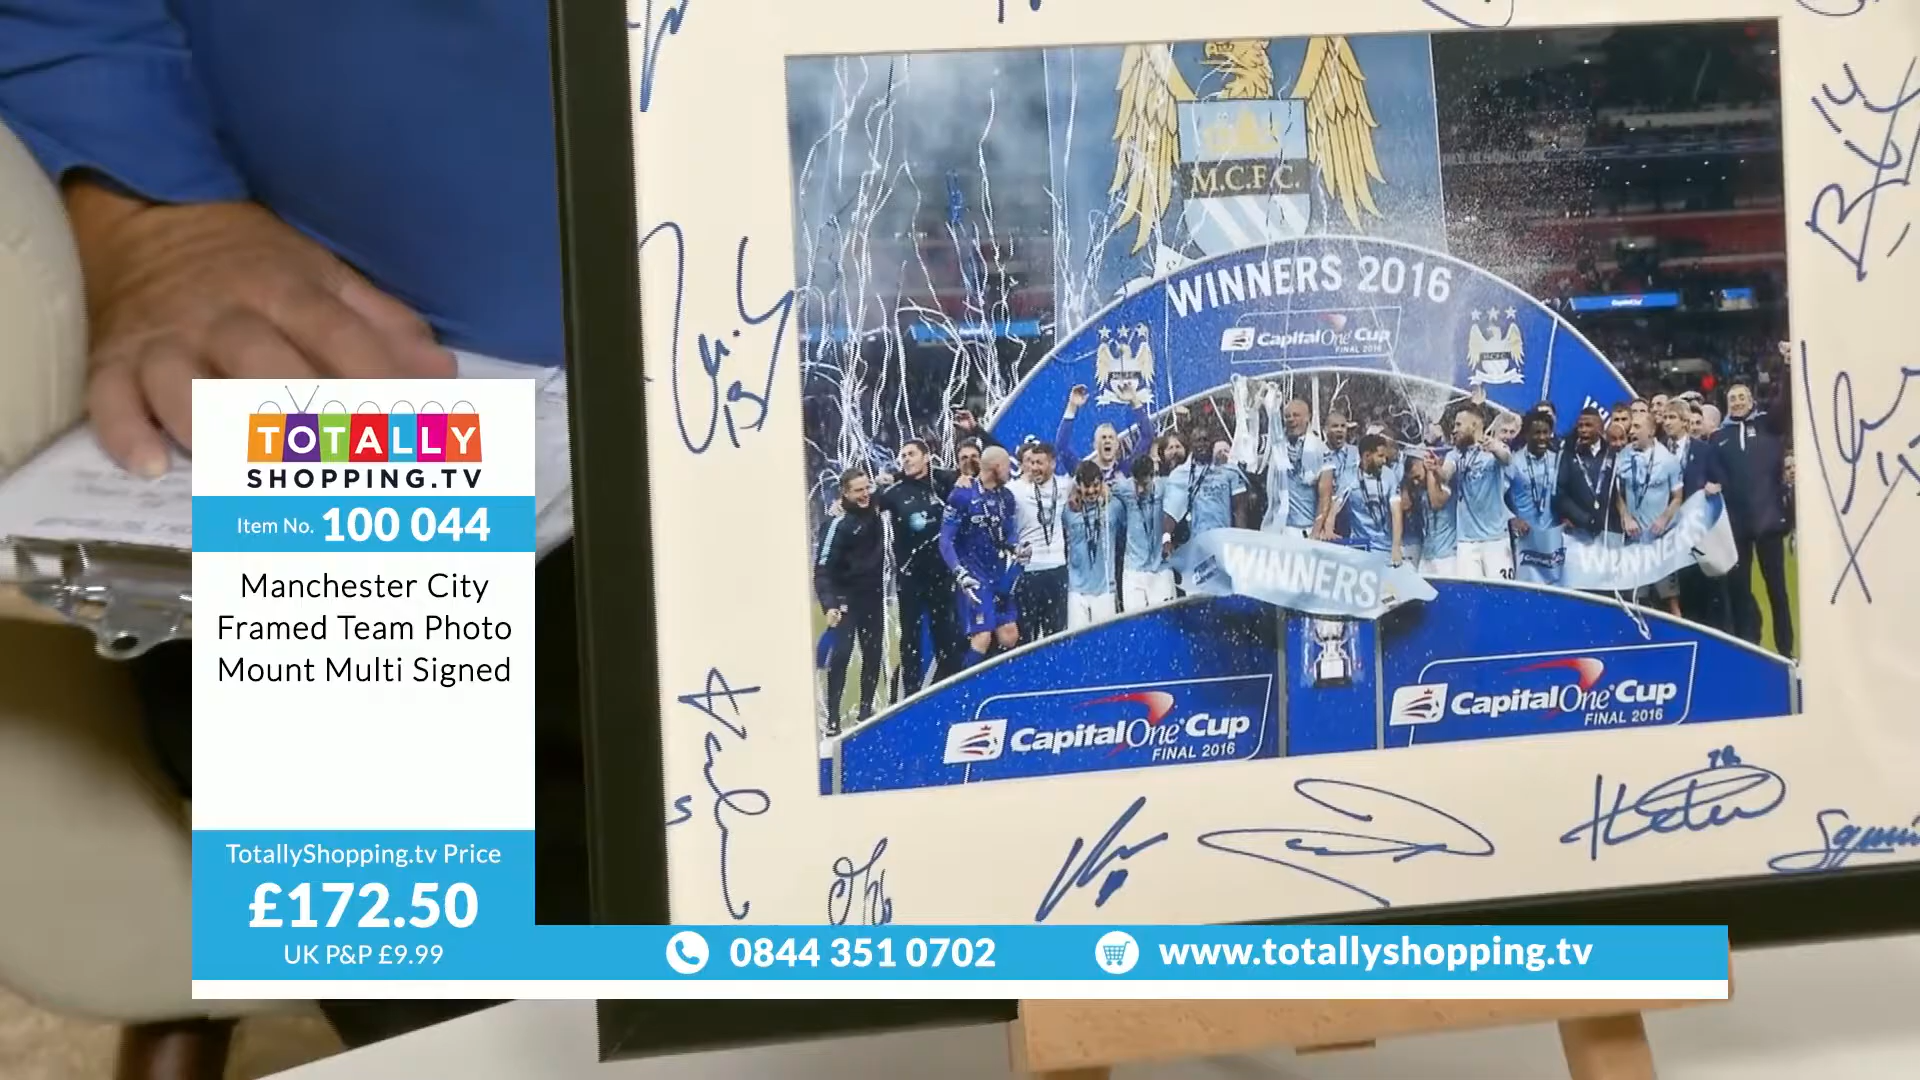 M.C.F.C.
WINNERS 2016
Capital One Cup
FINAL 2016
WINNERS
WINNERS
30
Capital One Cup
FINAL 2016
Capital One Cup
FINAL 2016
TOTALLY
SHOPPING.TV
Item No. 100 044
Manchester City
Framed Team Photo
Mount Multi Signed
TotallyShopping.tv Price
£172.50
UK P&P £9.99
0844 351 0702
www.totallyshopping.tv